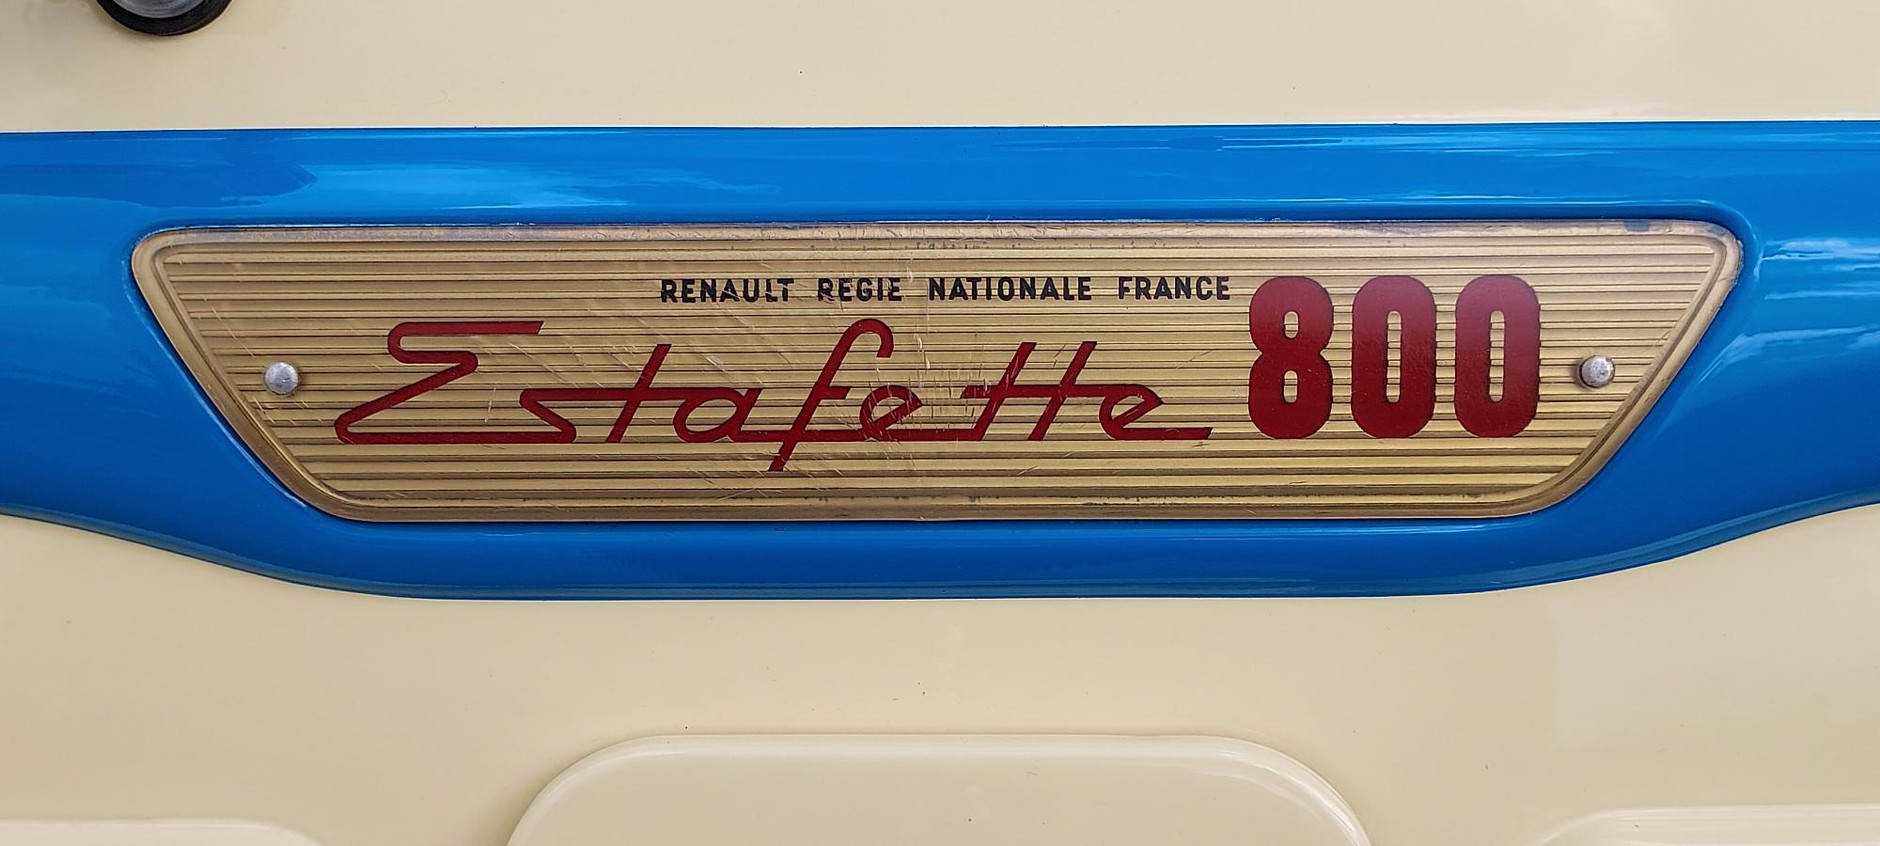 RENAULT REGIE NATIONALE FRANCE
Estafette 800